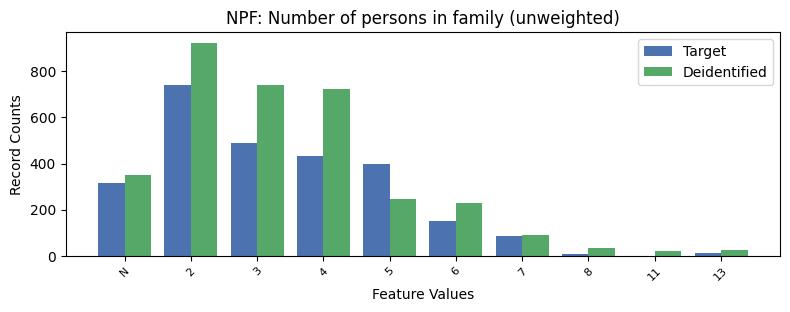 NPF: Number of persons in family (unweighted)
Target
Deidentified
Record Counts
800
600
400
200
0
N 2 3 4 5 6 7 8 11 13
Feature Values